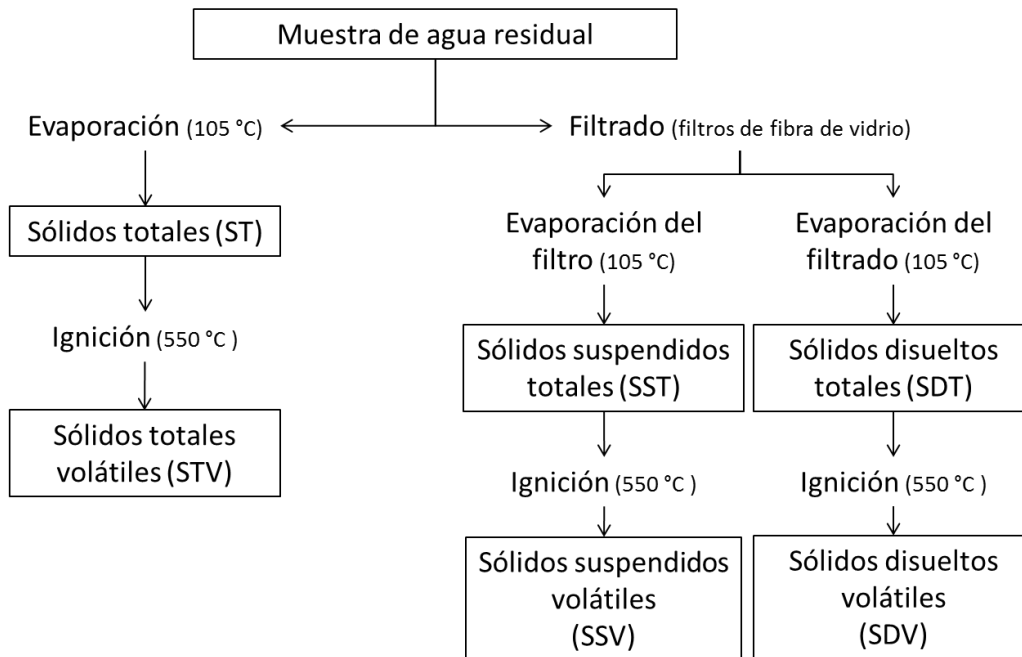 Muestra de agua residual
Evaporación (105 °C)
Filtrado (filtros de fibra de vidrio)
Sólidos totales (ST)
Ignición (550 °C )
Sólidos totales
volátiles (STV)
Evaporación del
filtro (105 °C)
Sólidos suspendidos
totales (SST)
Ignición (550 °C )
Sólidos suspendidos
volátiles
(SSV)
Evaporación del
filtrado (105 °C)
Sólidos disueltos
totales (SDT)
Ignición (550 °C )
Sólidos disueltos
volátiles
(SDV)